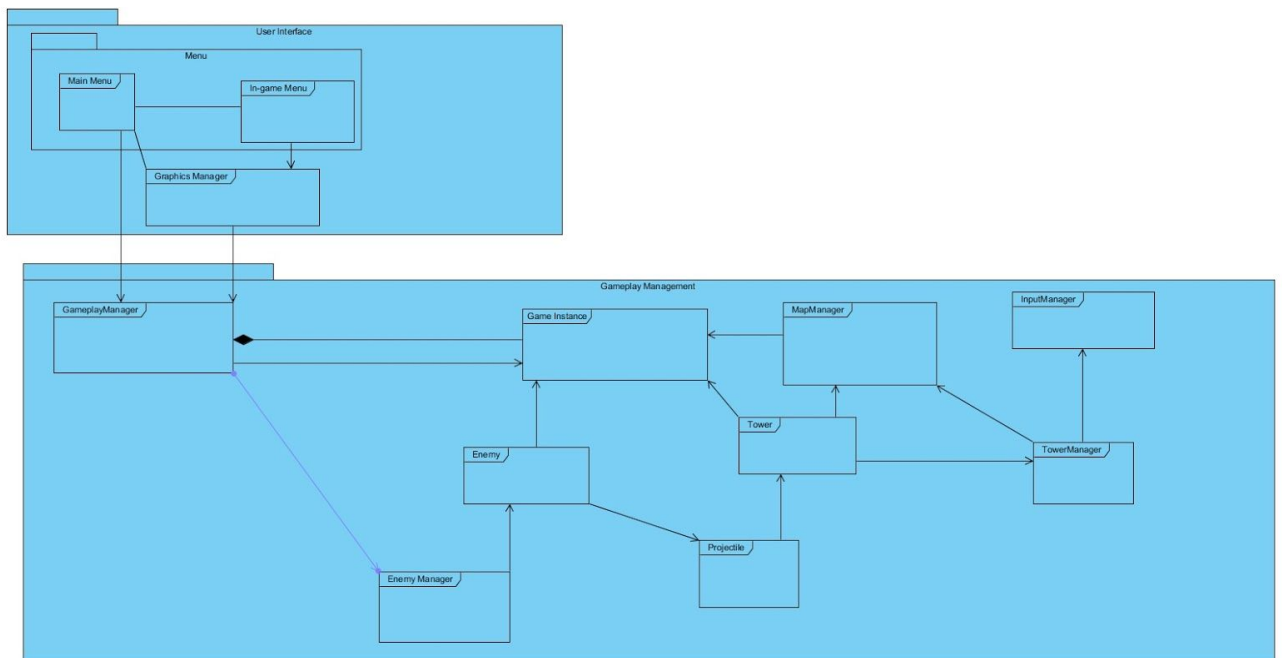 User Interface
Menu
Main Menu
In-game Menu
Graphics Manager
Gameplay Management
GameplayManager
Game Instance
MapManager
InputManager
Tower
Enemy
TowerManager
Projectile
Enemy Manager